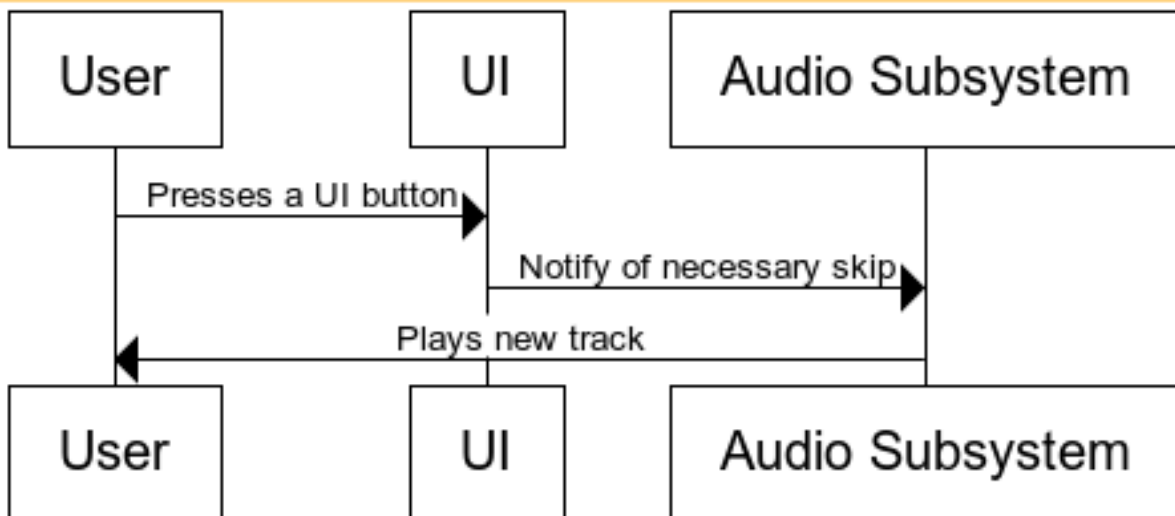 User
UI
Audio Subsystem
Presses a UI button
Notify of necessary skip
Plays new track
User
UI
Audio Subsystem